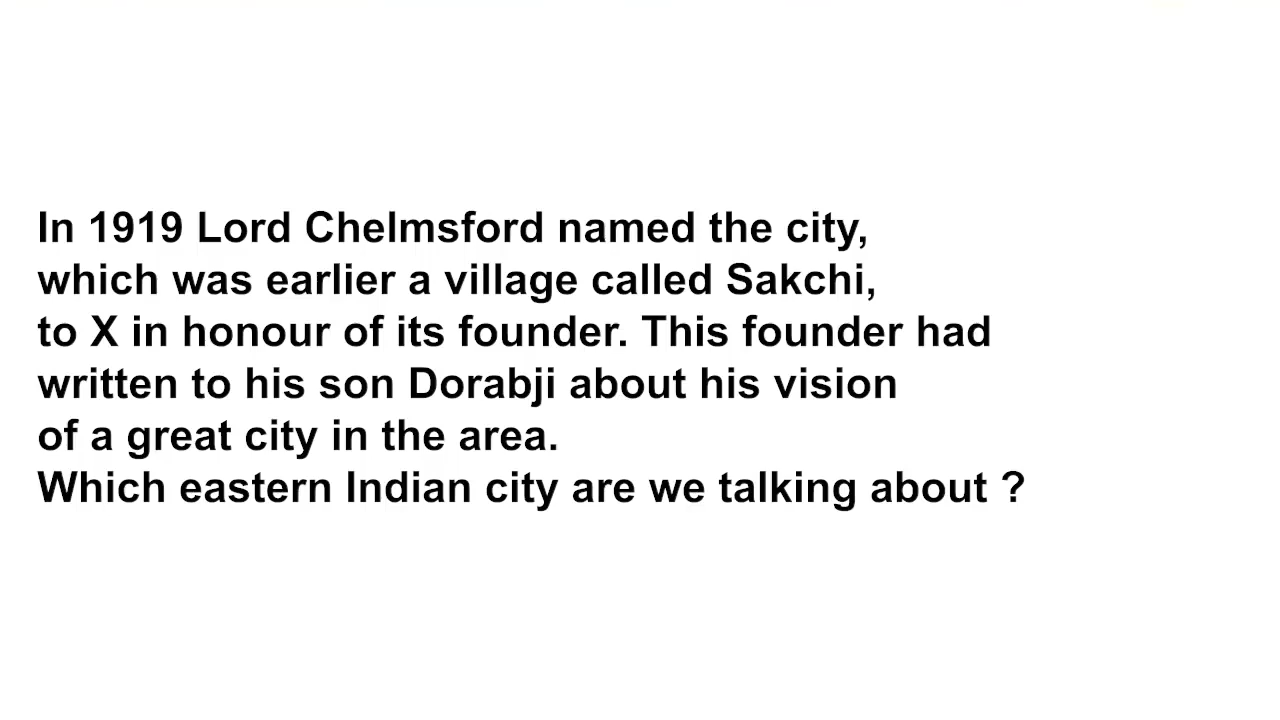 In 1919 Lord Chelmsford named the city,
which was earlier a village called Sakchi,
to X in honour of its founder. This founder had
written to his son Dorabji about his vision
of a great city in the area.
Which eastern Indian city are we talking about ?